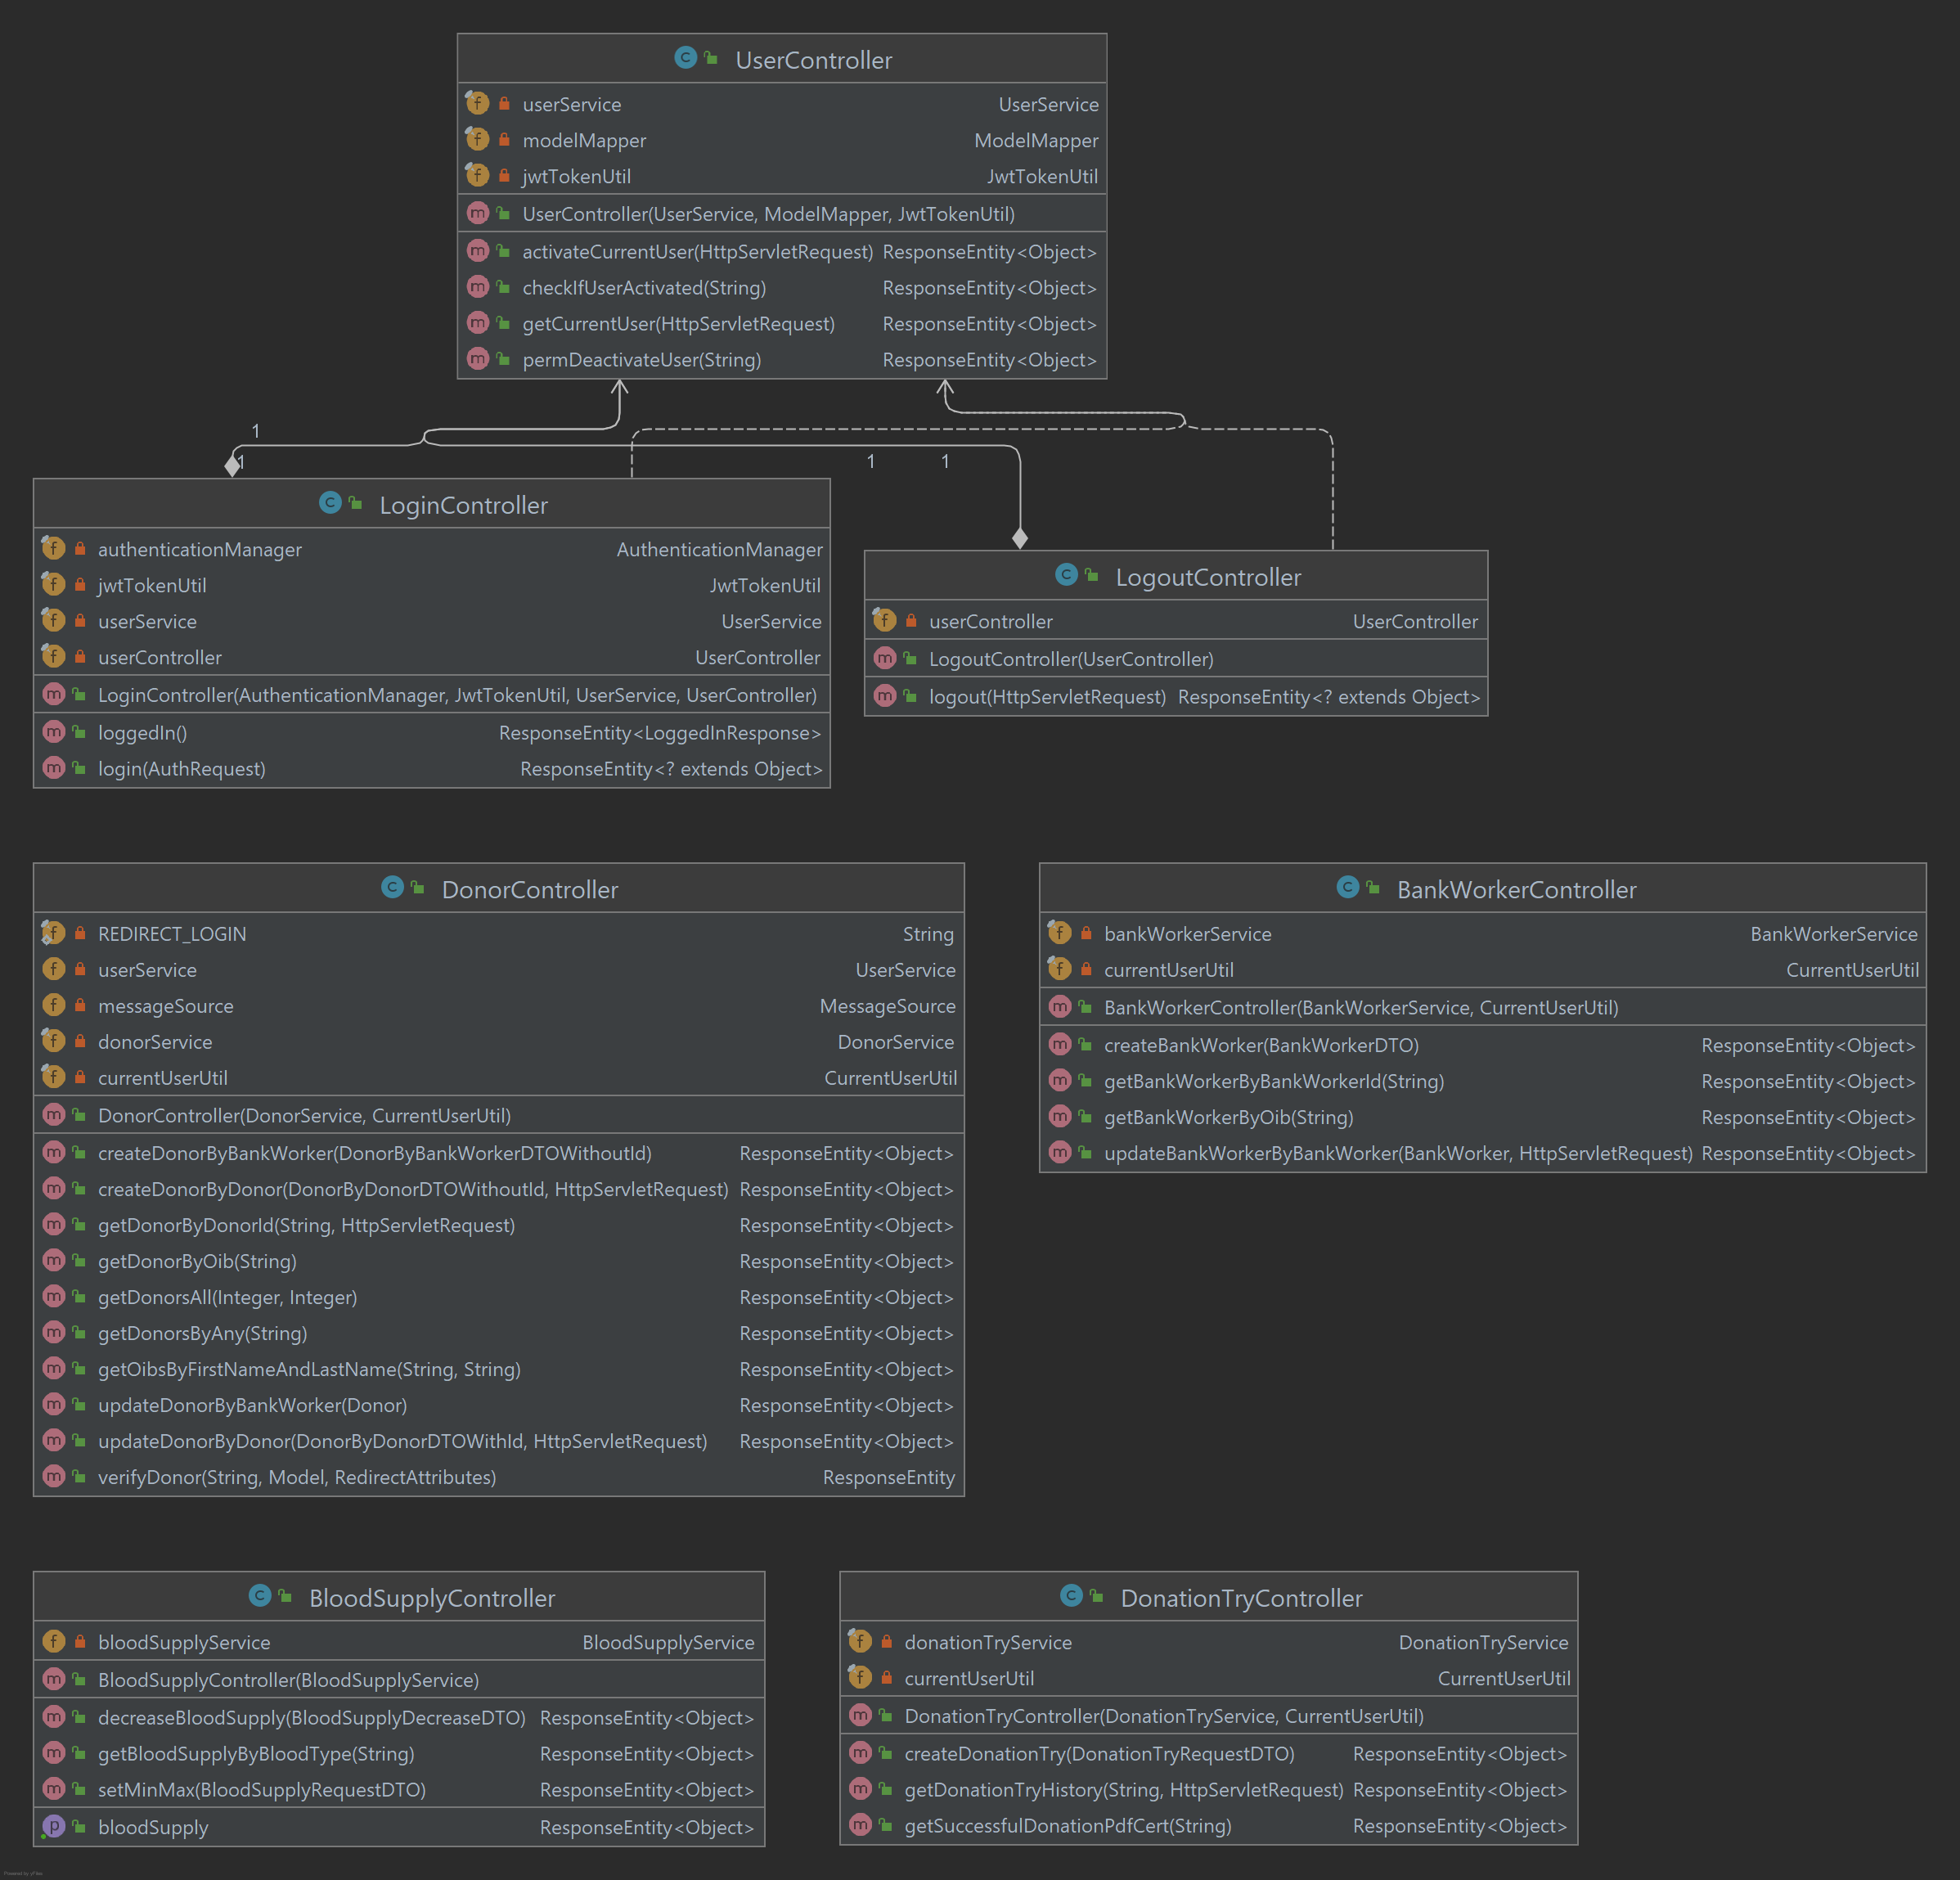 UserController
userService UserService
modelMapper ModelMapper
jwtTokenUtil JwtTokenUtil
UserController(UserService, ModelMapper, JwtTokenUtil)
activateCurrentUser(HttpServletRequest) ResponseEntity<Object>
checkIfUserActivated(String) ResponseEntity<Object>
getCurrentUser(HttpServletRequest) ResponseEntity<Object>
permDeactivateUser(String) ResponseEntity<Object>
1
1
1
1
LoginController
authenticationManager AuthenticationManager
jwtTokenUtil JwtTokenUtil
userService UserService
userController UserController
LoginController(AuthenticationManager, JwtTokenUtil, UserService, UserController)
loggedIn() ResponseEntity<LoggedInResponse>
login(AuthRequest) ResponseEntity<? extends Object>
LogoutController
userController UserController
LogoutController(UserController)
logout(HttpServletRequest) ResponseEntity<? extends Object>
DonorController
REDIRECT_LOGIN String
userService UserService
messageSource MessageSource
donorService DonorService
currentUserUtil CurrentUserUtil
DonorController(DonorService, CurrentUserUtil)
createDonorByBankWorker(DonorByBankWorkerDTOWithoutId) ResponseEntity<Object>
createDonorByDonor(DonorByDonorDTOWithoutId, HttpServletRequest) ResponseEntity<Object>
getDonorByDonorId(String, HttpServletRequest) ResponseEntity<Object>
getDonorByOib(String) ResponseEntity<Object>
getDonorsAll(Integer, Integer) ResponseEntity<Object>
getDonorsByAny(String) ResponseEntity<Object>
getOibsByFirstNameAndLastName(String, String) ResponseEntity<Object>
updateDonorByBankWorker(Donor) ResponseEntity<Object>
updateDonorByDonor(DonorByDonorDTOWithId, HttpServletRequest) ResponseEntity<Object>
verifyDonor(String, Model, RedirectAttributes) ResponseEntity
BankWorkerController
bankWorkerService BankWorkerService
currentUserUtil CurrentUserUtil
BankWorkerController(BankWorkerService, CurrentUserUtil)
createBankWorker(BankWorkerDTO) ResponseEntity<Object>
getBankWorkerByBankWorkerId(String) ResponseEntity<Object>
getBankWorkerByOib(String) ResponseEntity<Object>
updateBankWorkerByBankWorker(BankWorker, HttpServletRequest) ResponseEntity<Object>
BloodSupplyController
bloodSupplyService BloodSupplyService
BloodSupplyController(BloodSupplyService)
decreaseBloodSupply(BloodSupplyDecreaseDTO) ResponseEntity<Object>
getBloodSupplyByBloodType(String) ResponseEntity<Object>
setMinMax(BloodSupplyRequestDTO) ResponseEntity<Object>
bloodSupply ResponseEntity<Object>
DonationTryController
donationTryService DonationTryService
currentUserUtil CurrentUserUtil
DonationTryController(DonationTryService, CurrentUserUtil)
createDonationTry(DonationTryRequestDTO) ResponseEntity<Object>
getDonationTryHistory(String, HttpServletRequest) ResponseEntity<Object>
getSuccessfulDonationPdfCert(String) ResponseEntity<Object>
Powered by yFiles